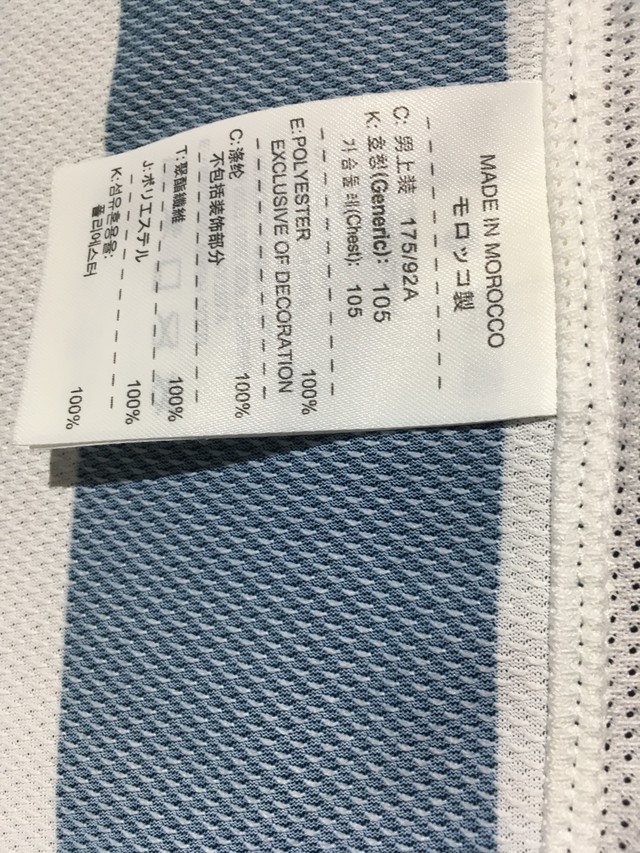 MADE IN MOROCCO
モロッコ製
C: 男上装 175/92A
K: 호칭(Generic): 105
가슴둘레(Chest): 105
E: POLYESTER 100%
EXCLUSIVE OF DECORATION
C: 涤纶 100%
不包括装饰部分
T: 聚酯纖維 100%
J: ポリエステル 100%
K: 섬유혼용율:
폴리에스터 100%